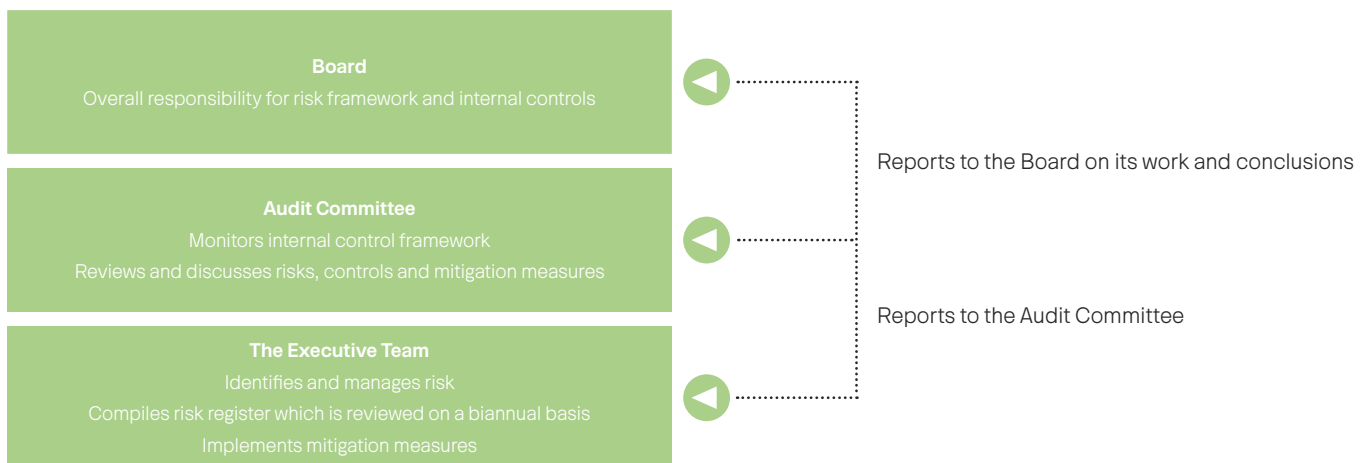 Board
Overall responsibility for risk framework and internal controls
Reports to the Board on its work and conclusions
Audit Committee
Monitors internal control framework
Reviews and discusses risks, controls and mitigation measures
Reports to the Audit Committee
The Executive Team
Identifies and manages risk
Compiles risk register which is reviewed on a biannual basis
Implements mitigation measures